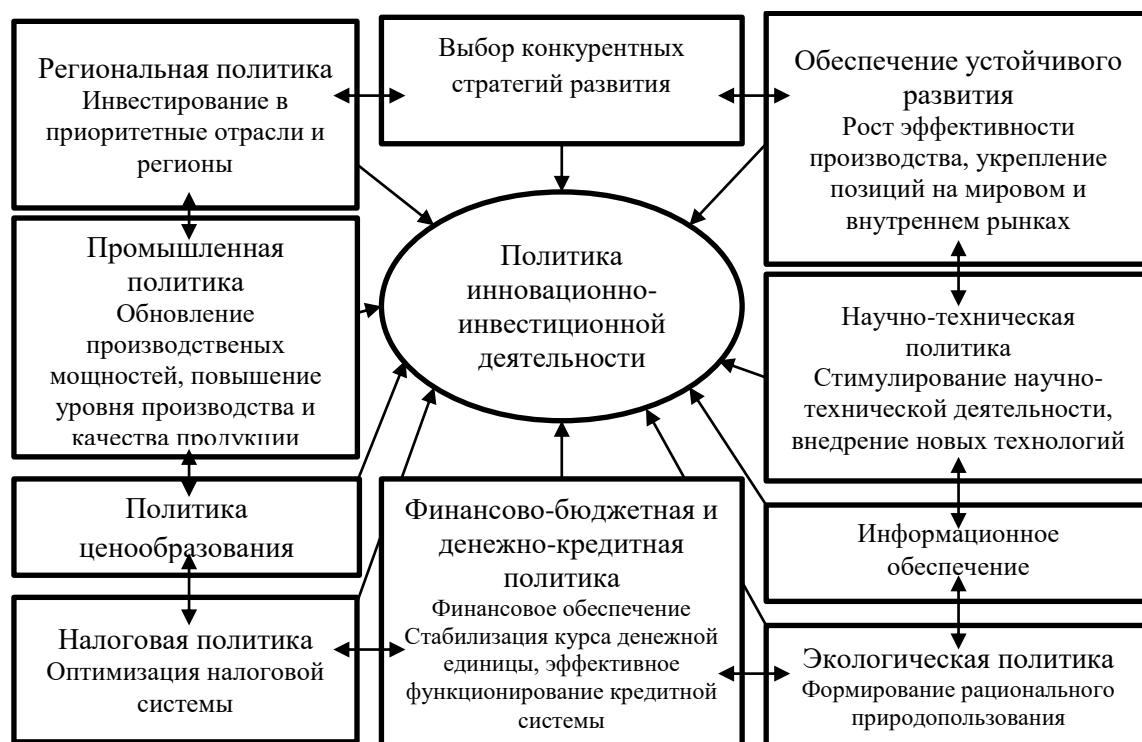 Региональная политика
Инвестирование в
приоритетные отрасли и
регионы
Выбор конкурентных
стратегий развития
Обеспечение устойчивого
развития
Рост эффективности
производства, укрепление
позиций на мировом и
внутреннем рынках
Промышленная
политика
Обновление
производственых
мощностей, повышение
уровня производства и
качества продукции
Политика
инновационно-
инвестиционной
деятельности
Научно-техническая
политика
Стимулирование научно-
технической деятельности,
внедрение новых технологий
Политика
ценообразования
Финансово-бюджетная и
денежно-кредитная
политика
Финансовое обеспечение
Стабилизация курса денежной
единицы, эффективное
функционирование кредитной
системы
Информационное
обеспечение
Налоговая политика
Оптимизация налоговой
системы
Экологическая политика
Формирование рационального
природопользования